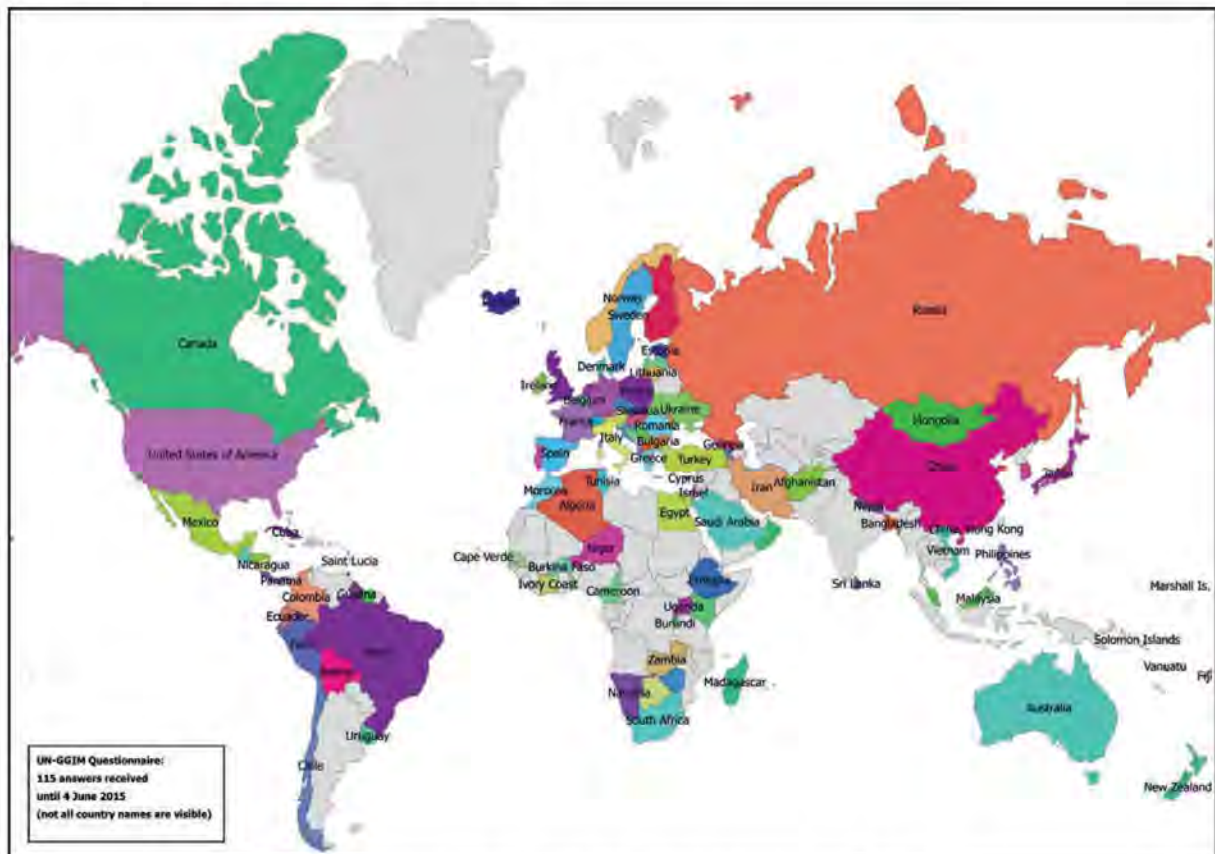 Canada
United States of America
Mexico
Cuba
Nicaragua
Panama
Saint Lucia
Colombia
Guyana
Ecuador
Peru
Brazil
Uruguay
Chile
Norway
Sweden
Estonia
Denmark
Lithuania
Ireland
Belgium
Slovakia
Ukraine
France
Romania
Italy
Bulgaria
Spain
Greece
Turkey
Georgia
Cyprus
Israel
Morocco
Tunisia
Algeria
Egypt
Saudi Arabia
Iran
Afghanistan
Russia
Mongolia
China
Japan
Nepal
Bangladesh
China, Hong Kong
Vietnam
Philippines
Sri Lanka
Malaysia
Cape Verde
Niger
Burkina Faso
Ivory Coast
Cameroon
Ethiopia
Uganda
Burundi
Zambia
Namibia
Madagascar
South Africa
Marshall Is.
Solomon Islands
Vanuatu
Fiji
Australia
New Zealand
UN-GGIM Questionnaire:
115 answers received
until 4 June 2015
(not all country names are visible)